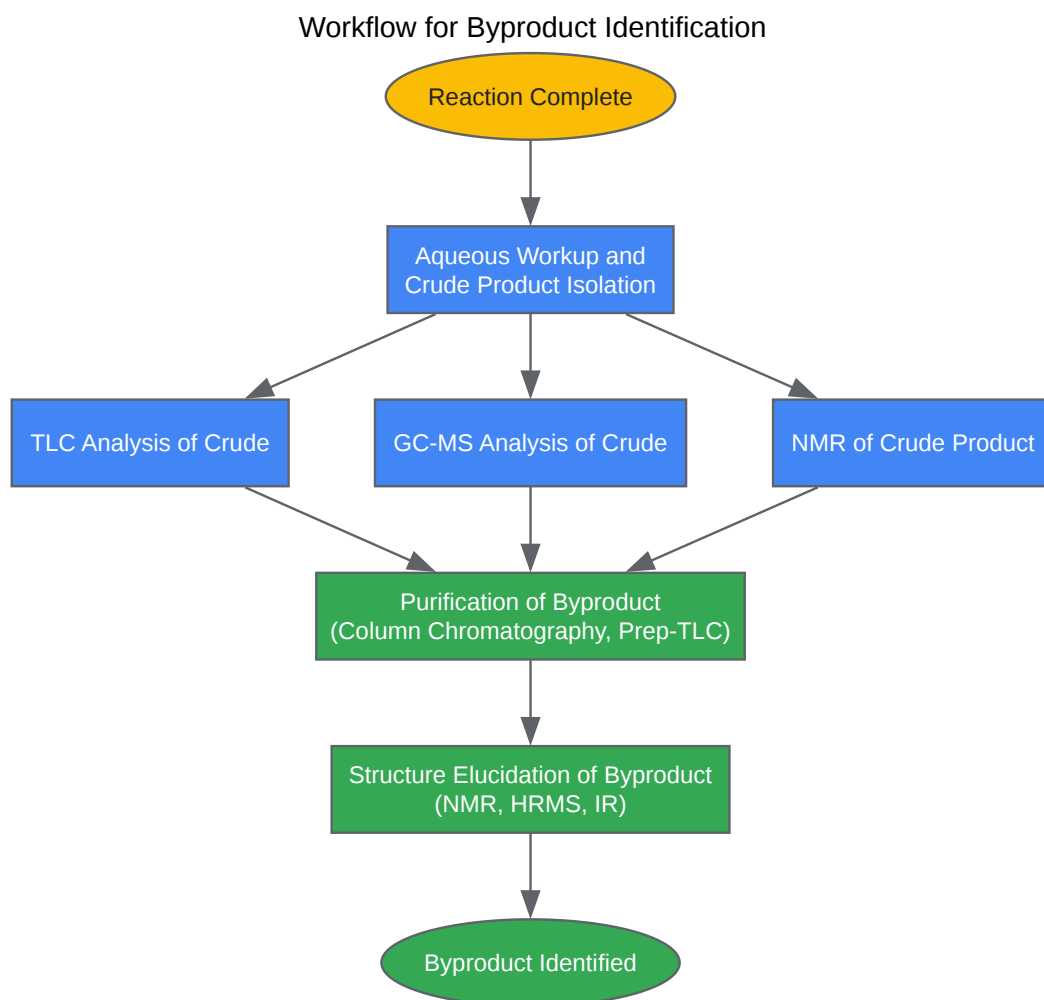 Workflow for Byproduct Identification
Reaction Complete
Aqueous Workup and
Crude Product Isolation
TLC Analysis of Crude
GC-MS Analysis of Crude
NMR of Crude Product
Purification of Byproduct
(Column Chromatography, Prep-TLC)
Structure Elucidation of Byproduct
(NMR, HRMS, IR)
Byproduct Identified